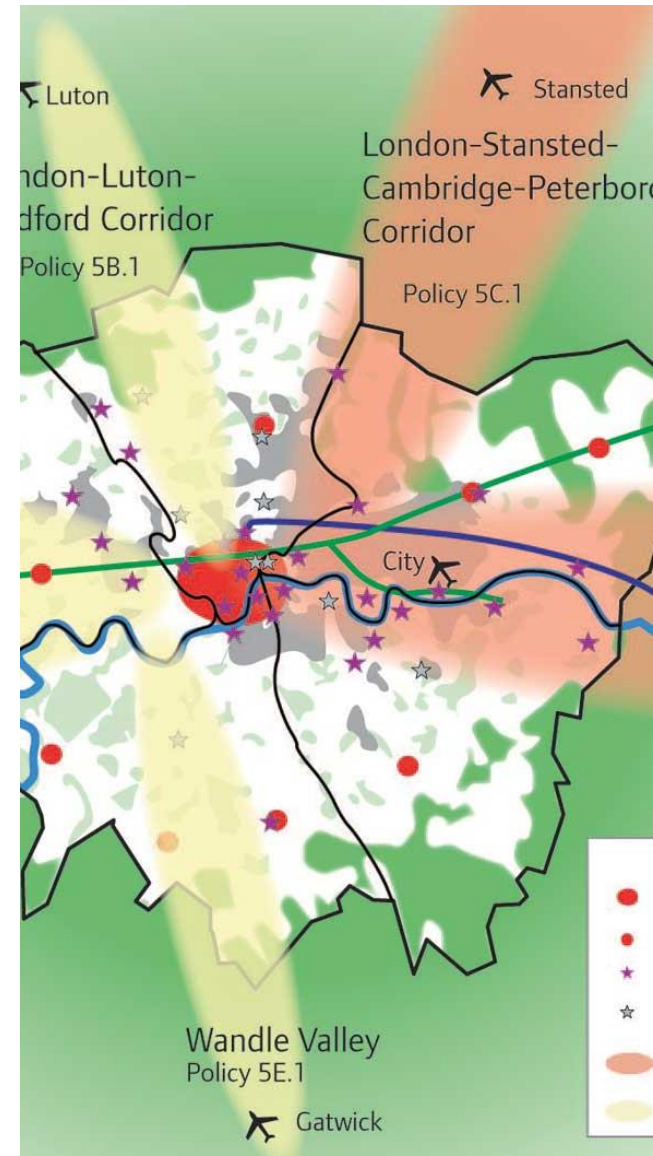 Luton
Stansted
ndon-Luton-
dford Corridor
Policy 5B.1
London-Stansted-
Cambridge-Peterboro
Corridor
Policy 5C.1
City
Wandle Valley
Policy 5E.1
Gatwick